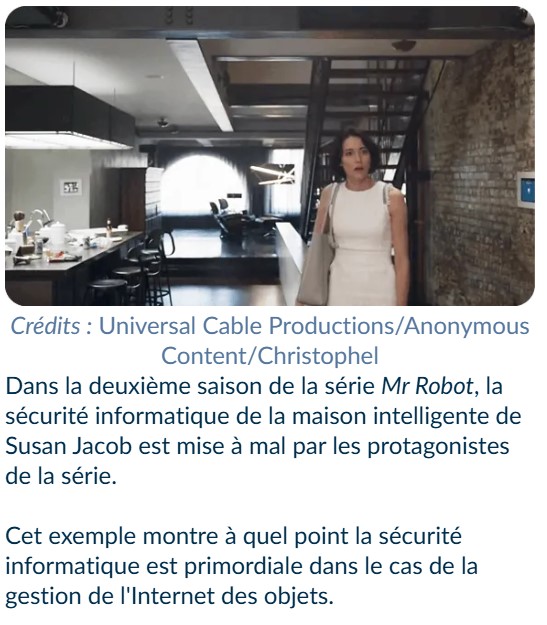 Crédits : Universal Cable Productions/Anonymous
Content/Christophel
Dans la deuxième saison de la série Mr Robot, la
sécurité informatique de la maison intelligente de
Susan Jacob est mise à mal par les protagonistes
de la série.
Cet exemple montre à quel point la sécurité
informatique est primordiale dans le cas de la
gestion de l'Internet des objets.